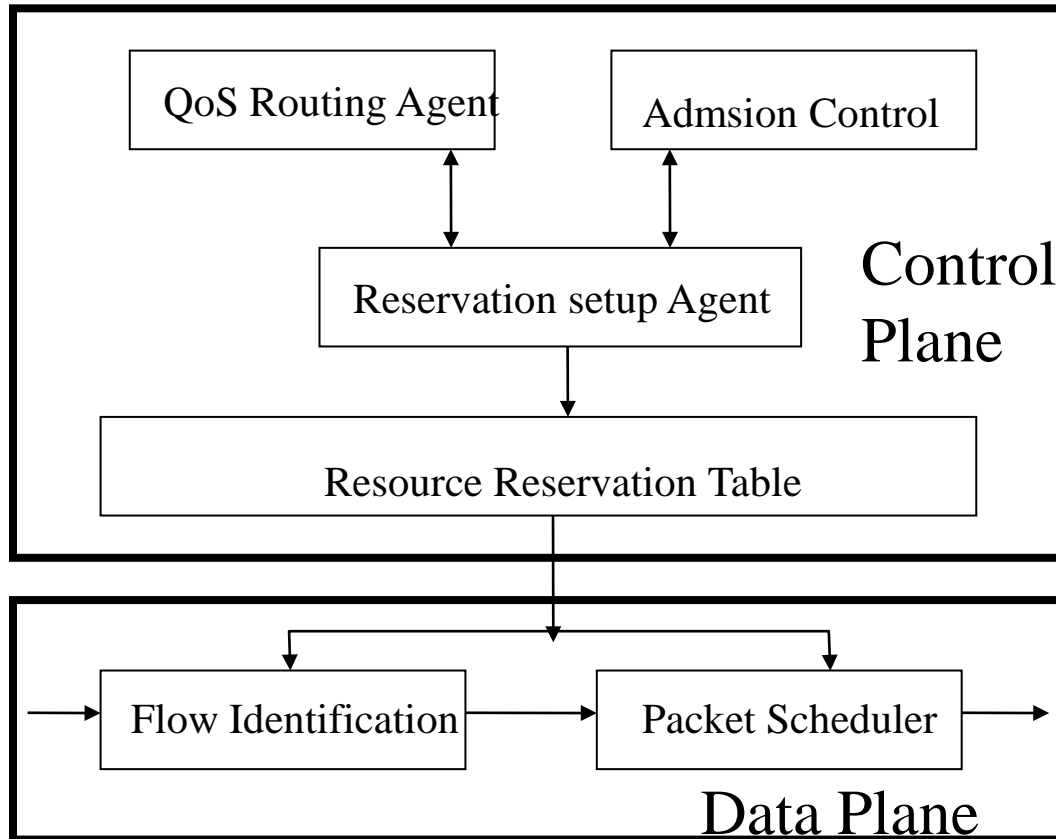 QoS Routing Agent
Admsion Control
Reservation setup Agent
Control
Plane
Resource Reservation Table
Flow Identification
Packet Scheduler
Data Plane